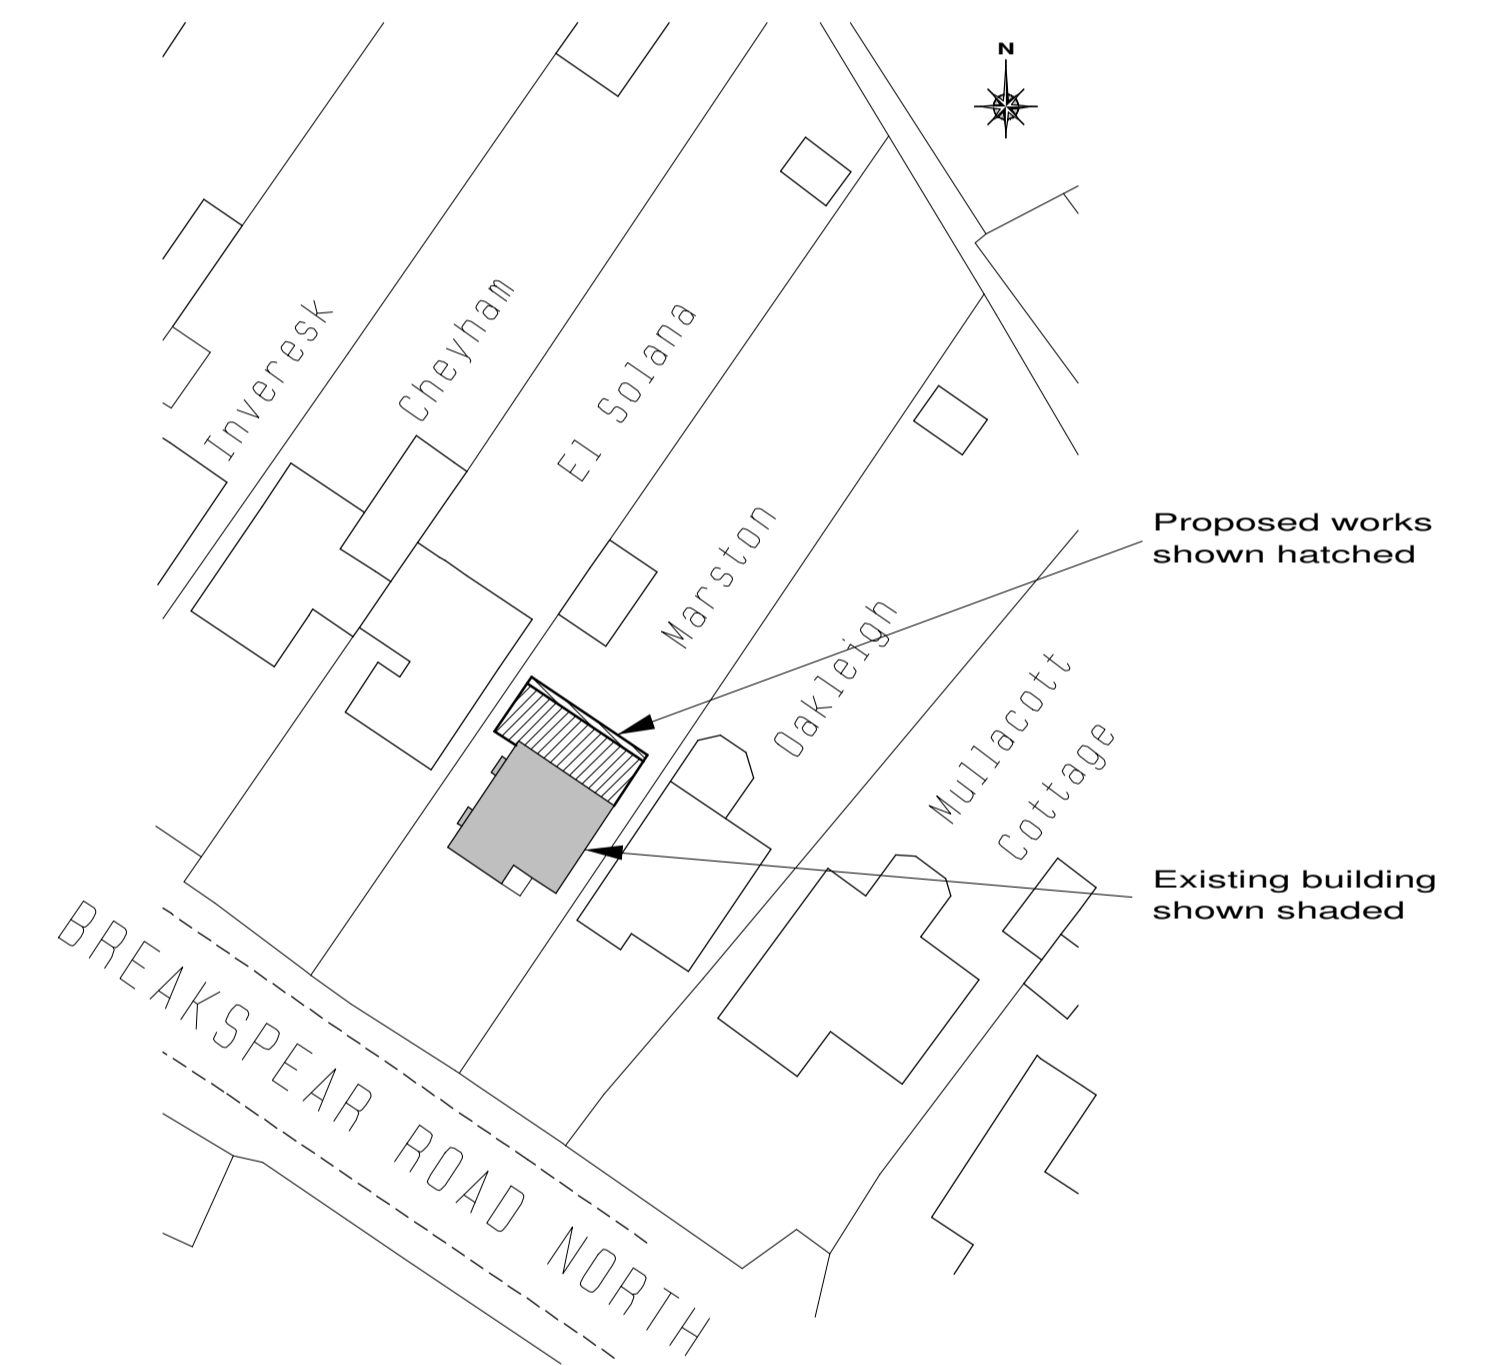 N
Inveresk
Cheyham
El Solana
Marston
Oakleigh
Mullacott
Cottage
Proposed works
shown hatched
Existing building
shown shaded
BREAKSPEAR ROAD NORTH